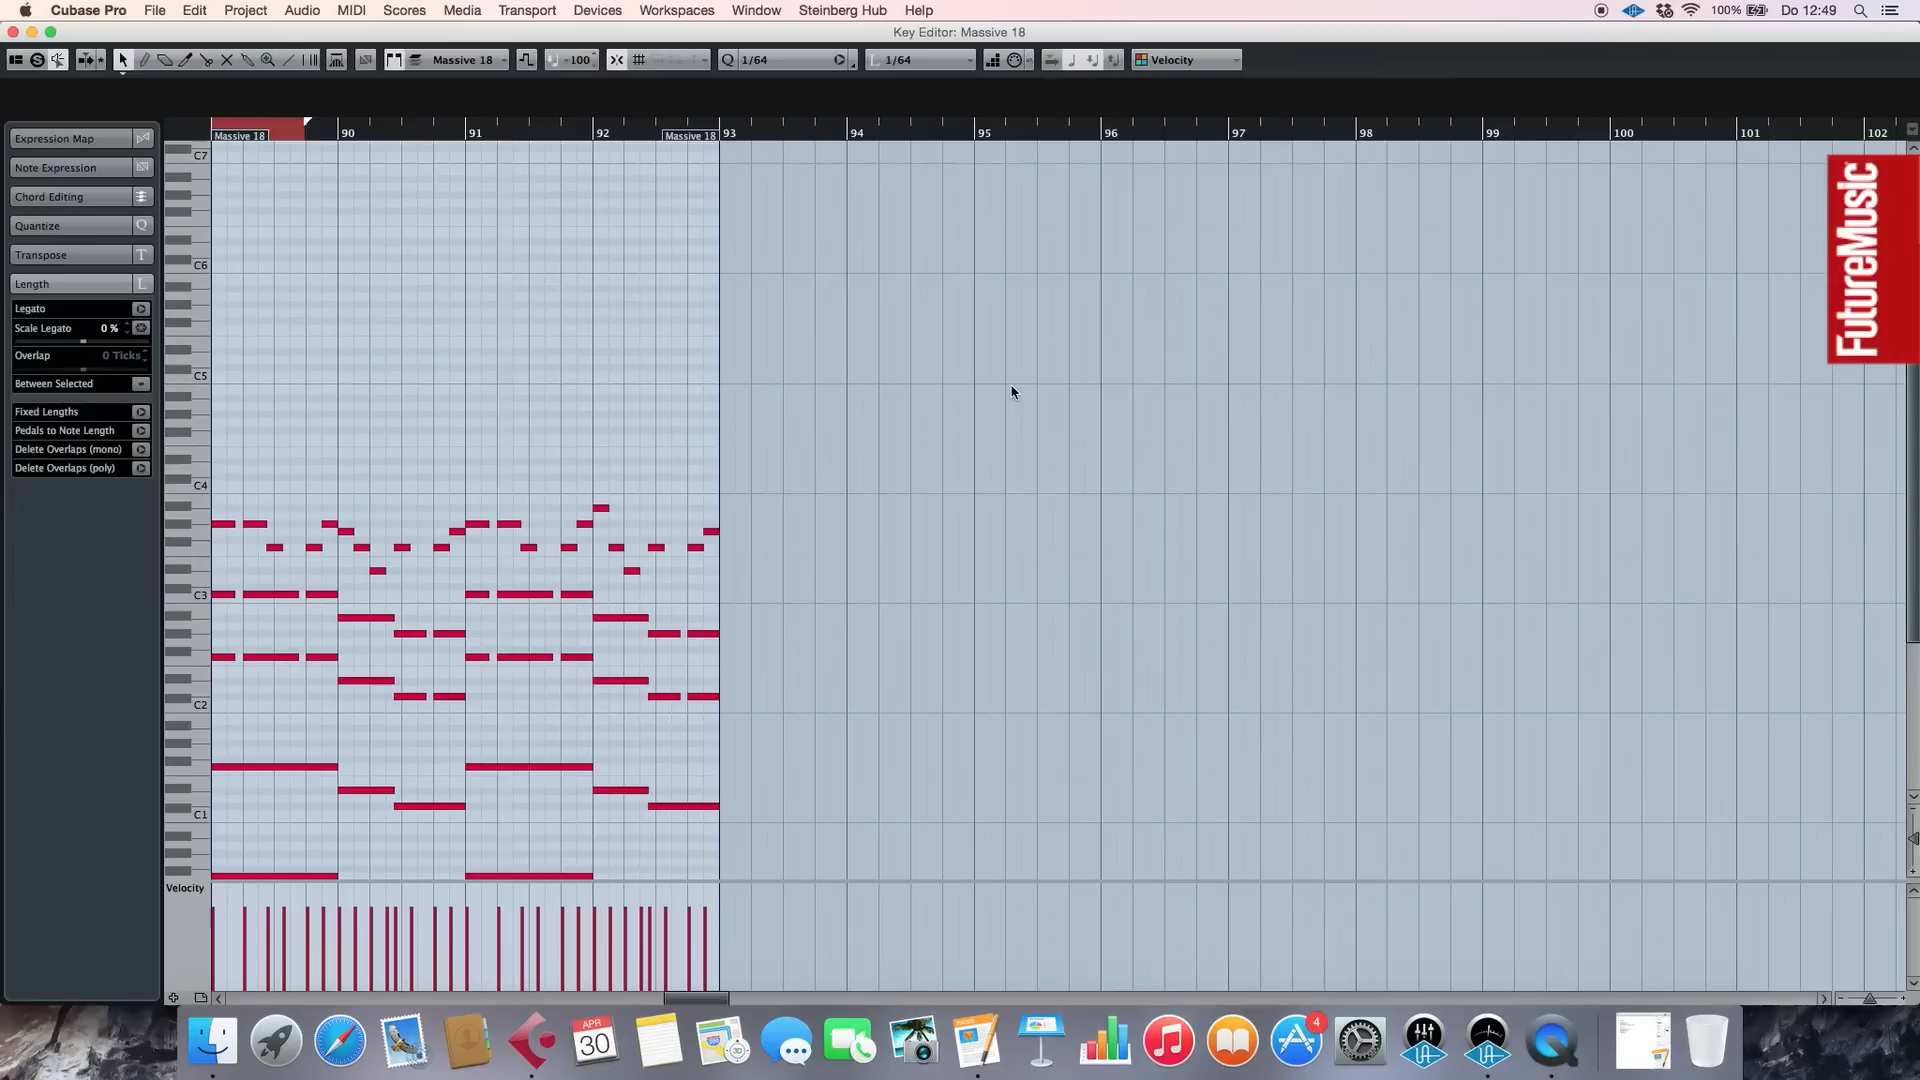 Cubase Pro File Edit Project Audio MIDI Scores Media Transport Devices Workspaces Window Steinberg Hub Help 100% Do 12:49
Key Editor: Massive 18
Massive 18 100 Q 1/64 L 1/64 Velocity
Massive 18 90 91 92 Massive 18 93 94 95 96 97 98 99 100 101 102
Expression Map
Note Expression
Chord Editing
Quantize Q
Transpose T
Length L
Legato
Scale Legato 0 %
Overlap 0 Ticks
Between Selected
Fixed Lengths
Pedals to Note Length
Delete Overlaps (mono)
Delete Overlaps (poly)
C7
C6
C5
C4
C3
C2
C1
Velocity
FutureMusic
APR
30
4